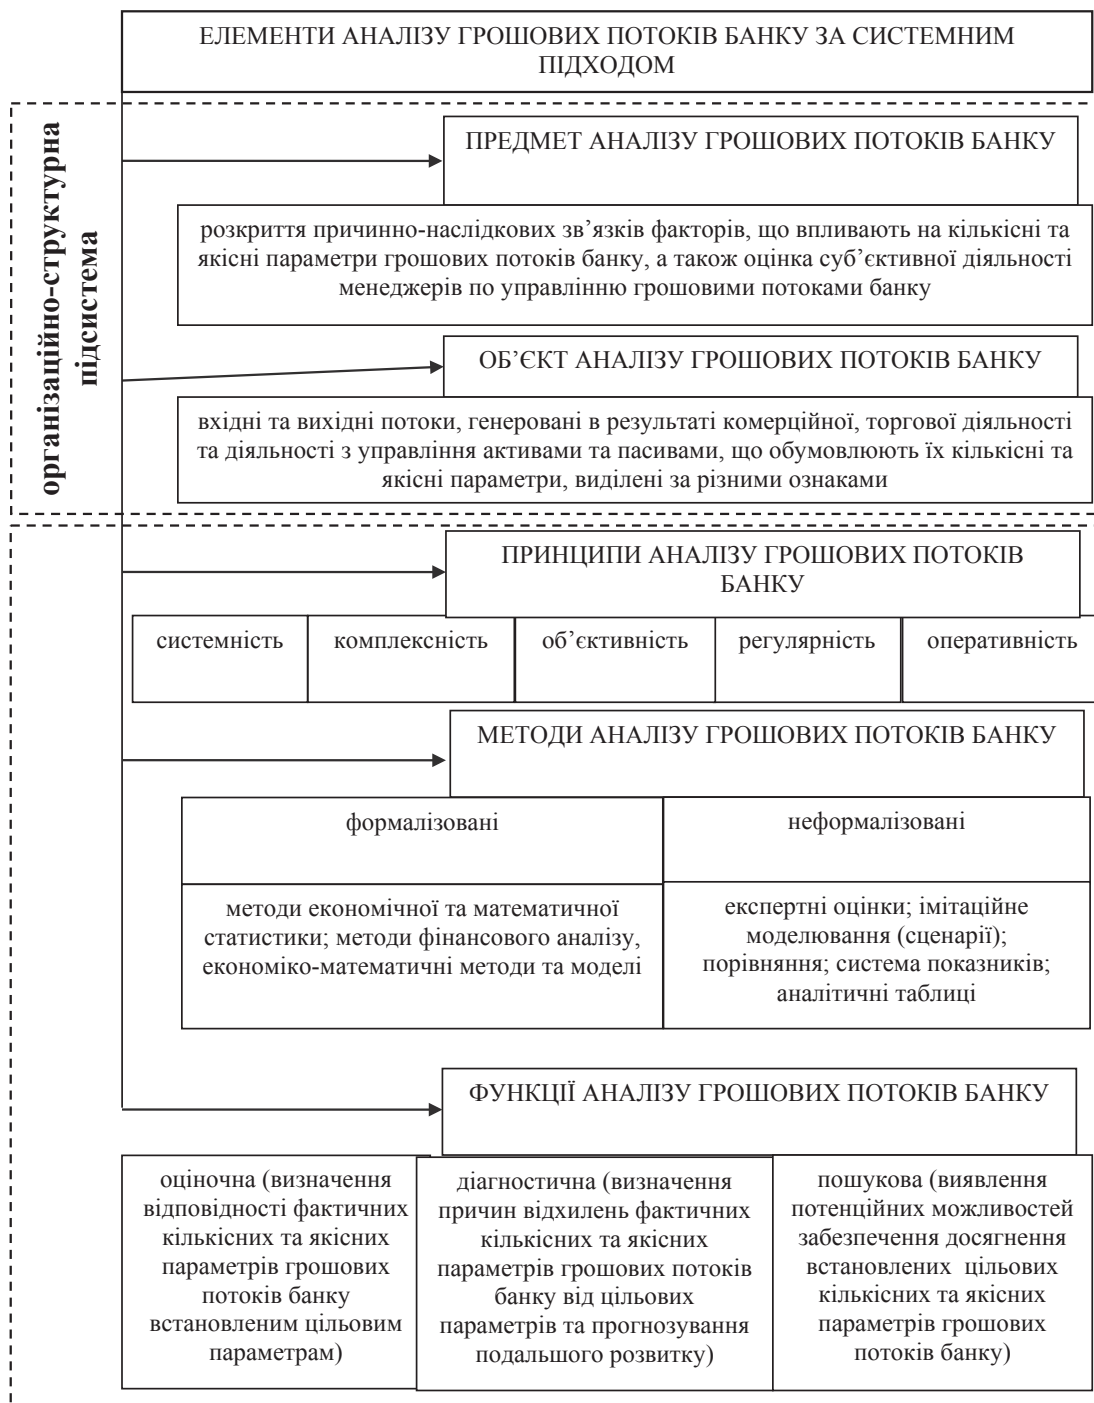 ЕЛЕМЕНТИ АНАЛІЗУ ГРОШОВИХ ПОТОКІВ БАНКУ ЗА СИСТЕМНИМ
ПІДХОДОМ
організаційно-структурна
підсистема
ПРЕДМЕТ АНАЛІЗУ ГРОШОВИХ ПОТОКІВ БАНКУ
розкриття причинно-наслідкових зв’язків факторів, що впливають на кількісні та
якісні параметри грошових потоків банку, а також оцінка суб’єктивної діяльності
менеджерів по управлінню грошовими потоками банку
ОБ’ЄКТ АНАЛІЗУ ГРОШОВИХ ПОТОКІВ БАНКУ
вхідні та вихідні потоки, генеровані в результаті комерційної, торгової діяльності
та діяльності з управління активами та пасивами, що обумовлюють їх кількісні та
якісні параметри, виділені за різними ознаками
ПРИНЦИПИ АНАЛІЗУ ГРОШОВИХ ПОТОКІВ
БАНКУ
системність
комплексність
об’єктивність
регулярність
оперативність
МЕТОДИ АНАЛІЗУ ГРОШОВИХ ПОТОКІВ БАНКУ
формалізовані
неформалізовані
методи економічної та математичної
статистики; методи фінансового аналізу,
економіко-математичні методи та моделі
експертні оцінки; імітаційне
моделювання (сценарії);
порівняння; система показників;
аналітичні таблиці
ФУНКЦІЇ АНАЛІЗУ ГРОШОВИХ ПОТОКІВ БАНКУ
оціночна (визначення
відповідності фактичних
кількісних та якісних
параметрів грошових
потоків банку
встановленим цільовим
параметрам)
діагностична (визначення
причин відхилень фактичних
кількісних та якісних
параметрів грошових потоків
банку від цільових
параметрів та прогнозування
подальшого розвитку)
пошукова (виявлення
потенційних можливостей
забезпечення досягнення
встановлених цільових
кількісних та якісних
параметрів грошових
потоків банку)